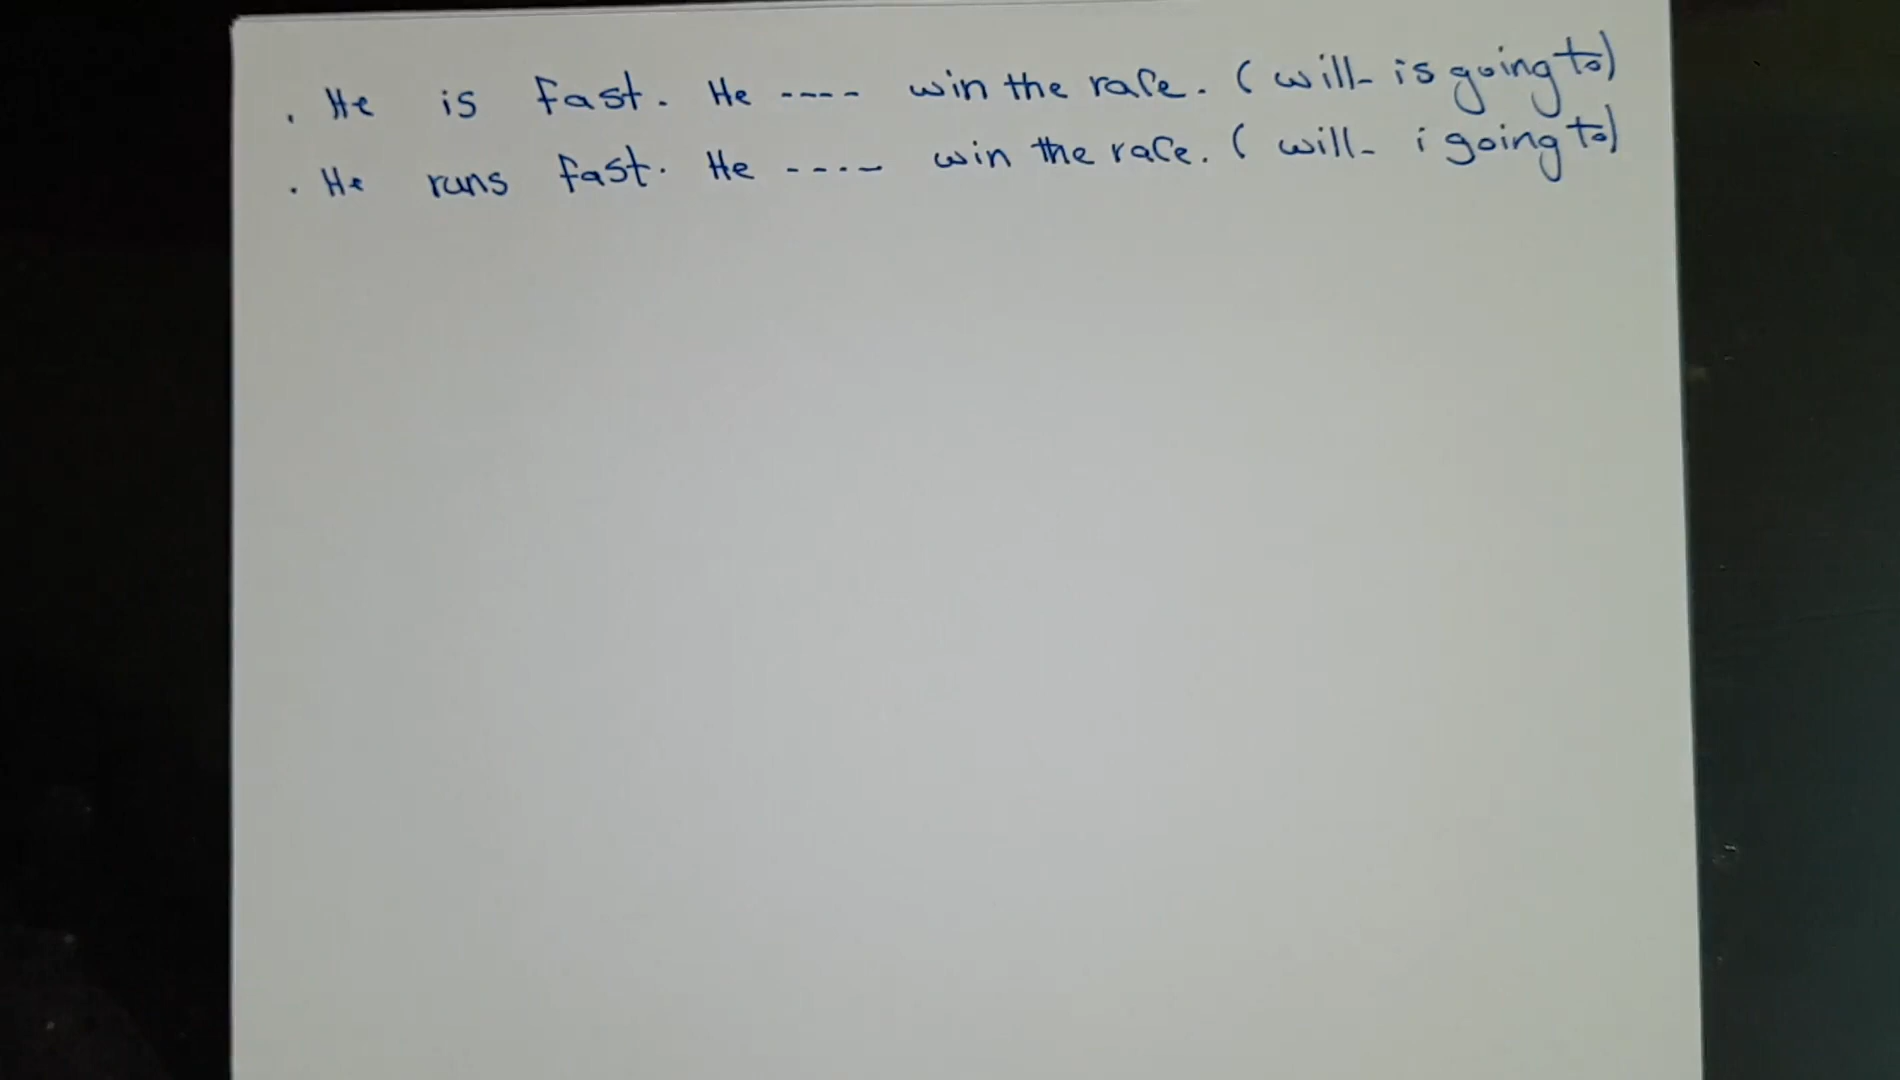 . He is fast. He ---- win the race. ( will - is going to)
. He runs fast. He ---- win the race. ( will - i going to)